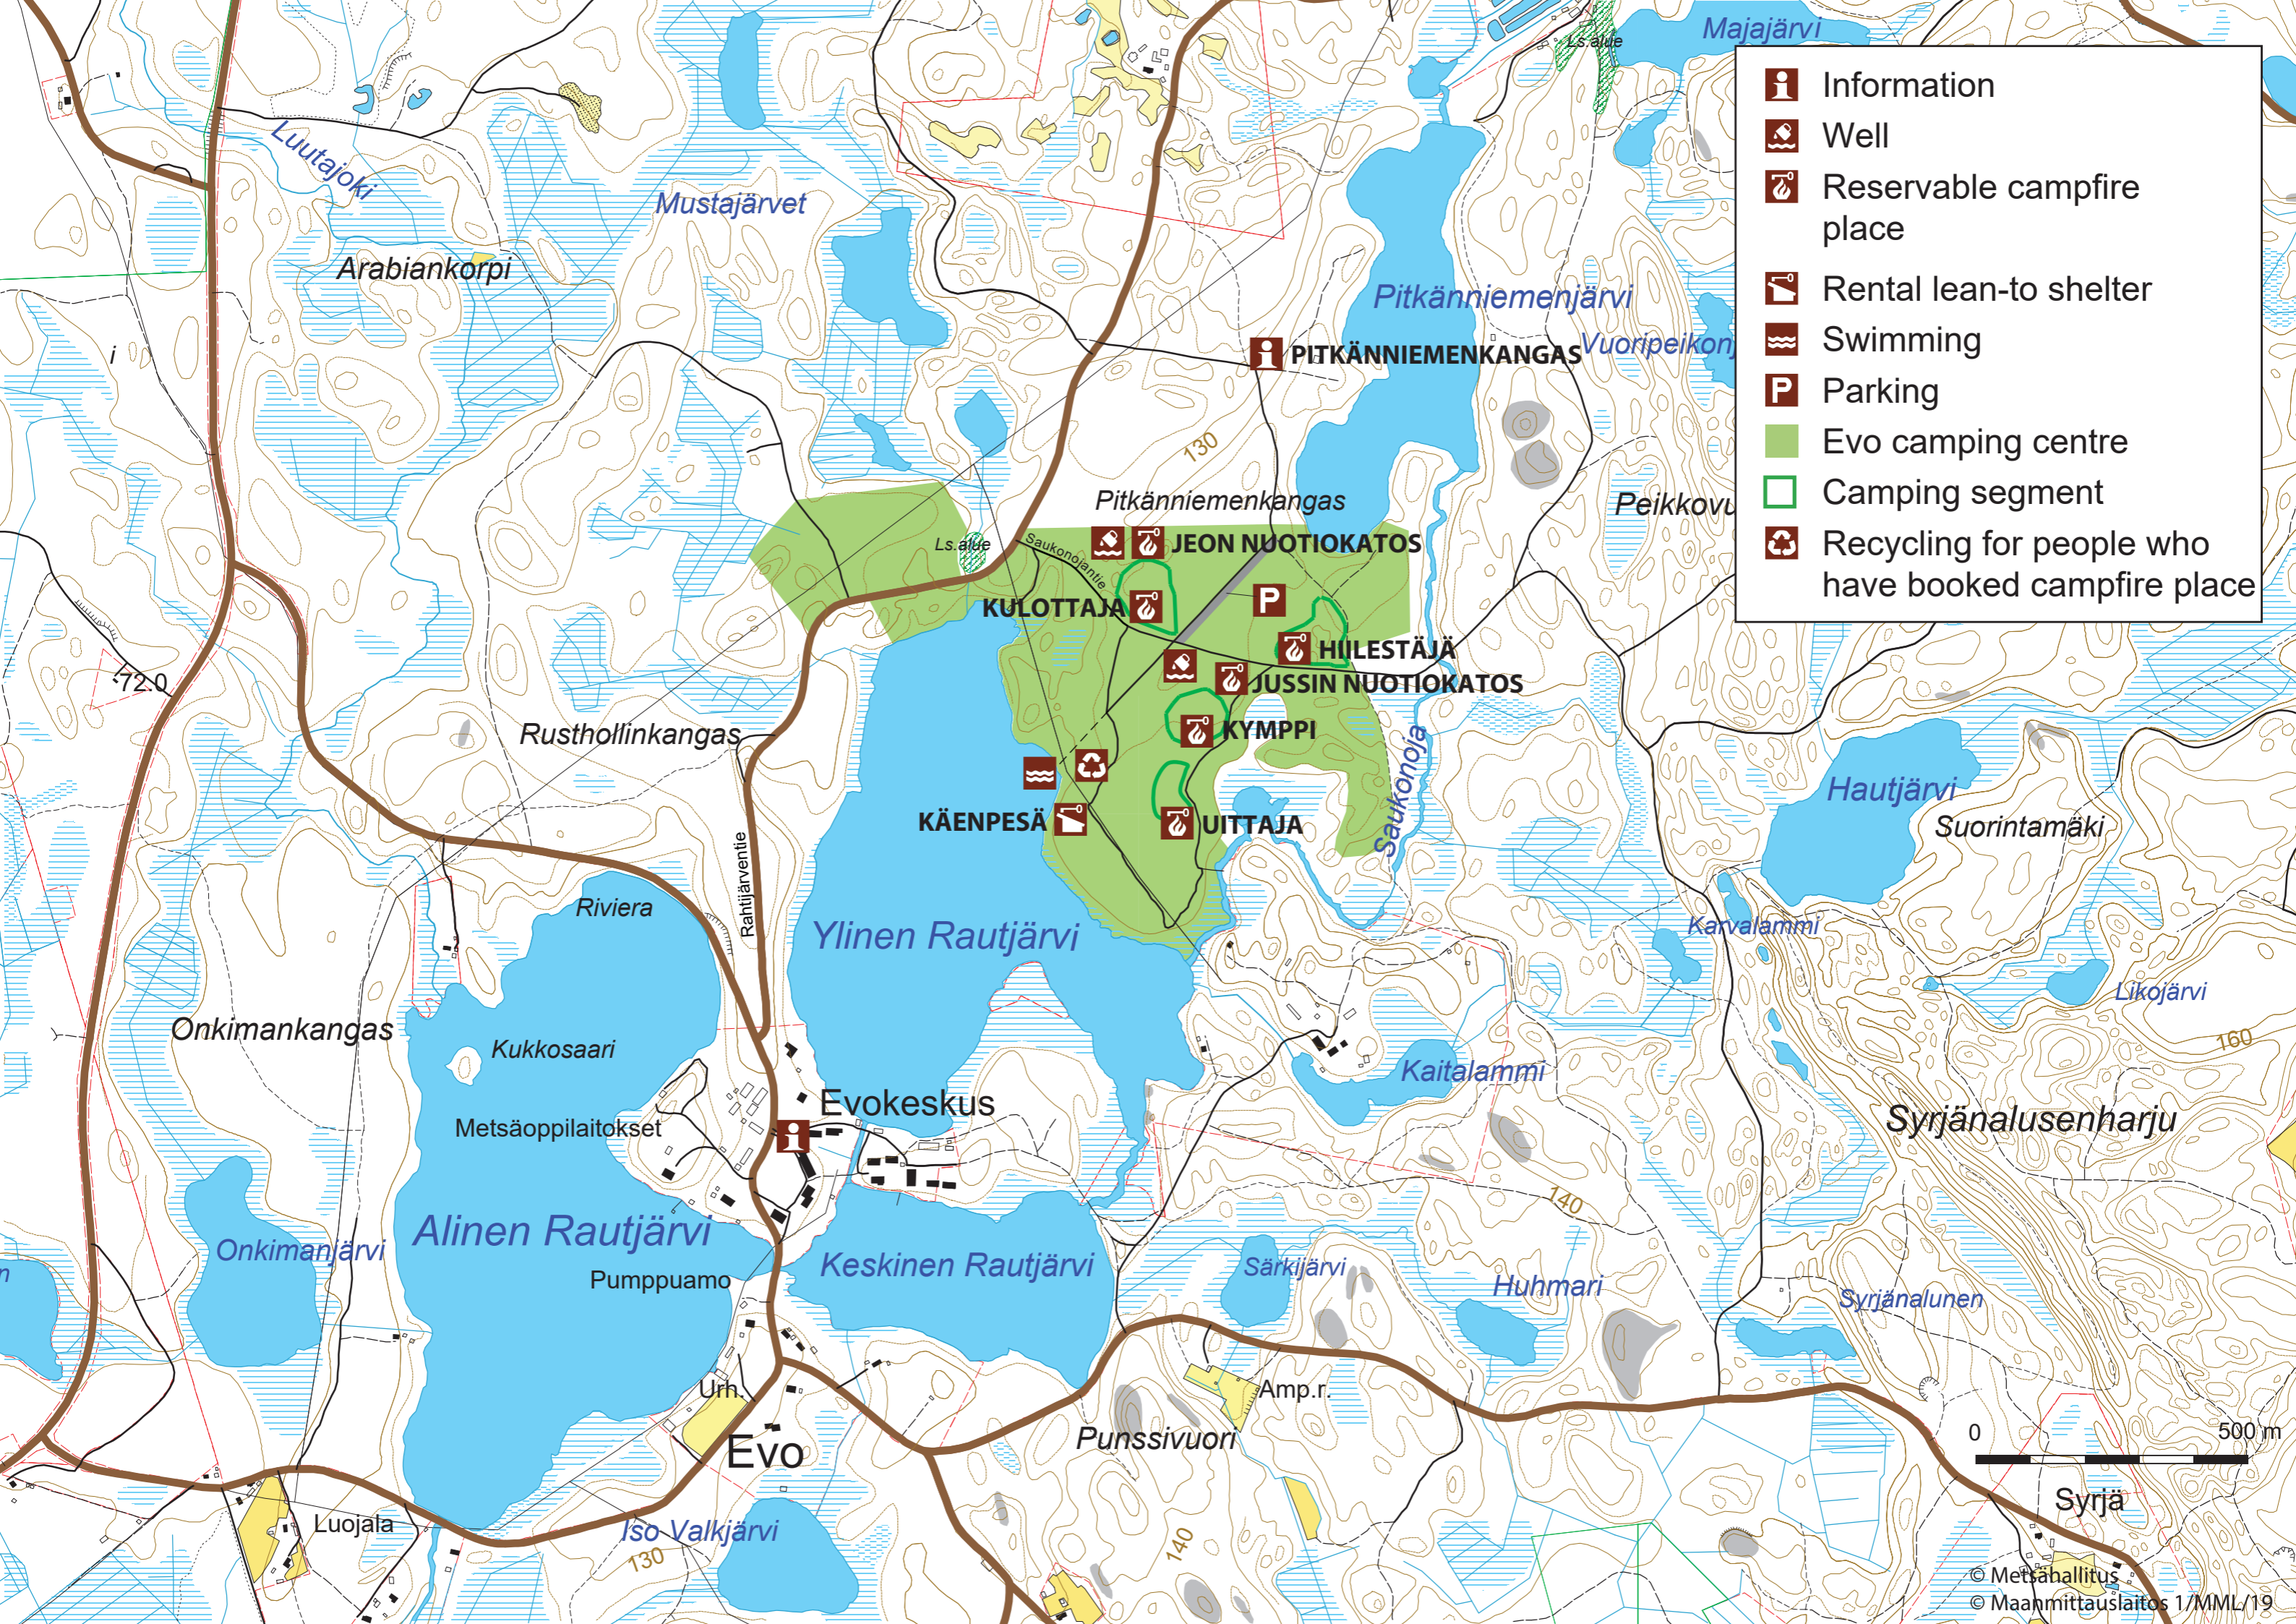 Majajärvi
Ls.alue
Information
Well
Reservable campfire
place
Rental lean-to shelter
Swimming
Parking
Evo camping centre
Camping segment
Recycling for people who
have booked campfire place
Luutajoki
Mustajärvet
Arabiankorpi
i
Pitkänniemenjärvi
PITKÄNNIEMENKANGAS
Vuoripeikonj
130
Pitkänniemenkangas
Peikkovu
Ls.alue
Saukonojantie
JEON NUOTIOKATOS
KULOTTAJA
P
HIILESTÄJÄ
JUSSIN NUOTIOKATOS
KYMPPI
72.0
Rusthollinkangas
Saukonoja
Hautjärvi
Suorintamäki
KÄENPESÄ
UITTAJA
Rahtijärventie
Riviera
Ylinen Rautjärvi
Karvalammi
Likojärvi
Onkimankangas
Kukkosaari
160
Kaitalammi
Evokeskus
Metsäoppilaitokset
Syrjänalusenharju
140
Onkimanjärvi
Alinen Rautjärvi
Keskinen Rautjärvi
Särkijärvi
Huhmari
n
Pumppuamo
Syrjänalunen
Urh.
Amp.r.
Evo
Punssivuori
0
500 m
Luojala
Iso Valkjärvi
130
140
Syrjä
© Metsähallitus
© Maanmittauslaitos 1/MML/19